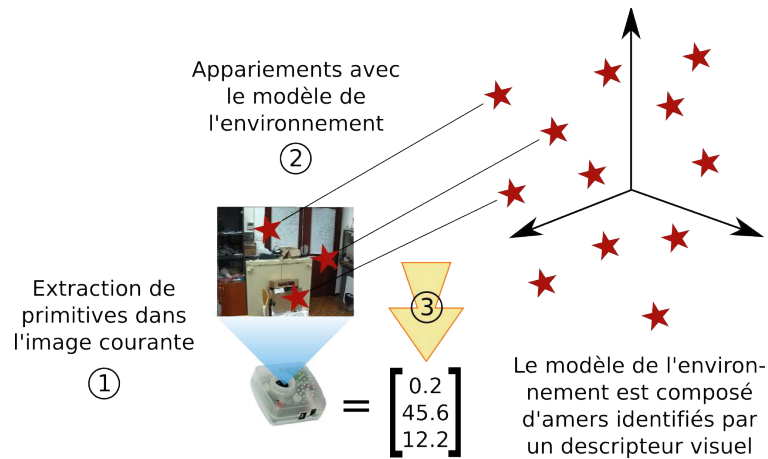 Appariements avec
le modèle de
l'environnement
2
Extraction de
primitives dans
l'image courante
1
3
=
0.2
45.6
12.2
Le modèle de l'environ-
nement est composé
d'amers identifiés par
un descripteur visuel